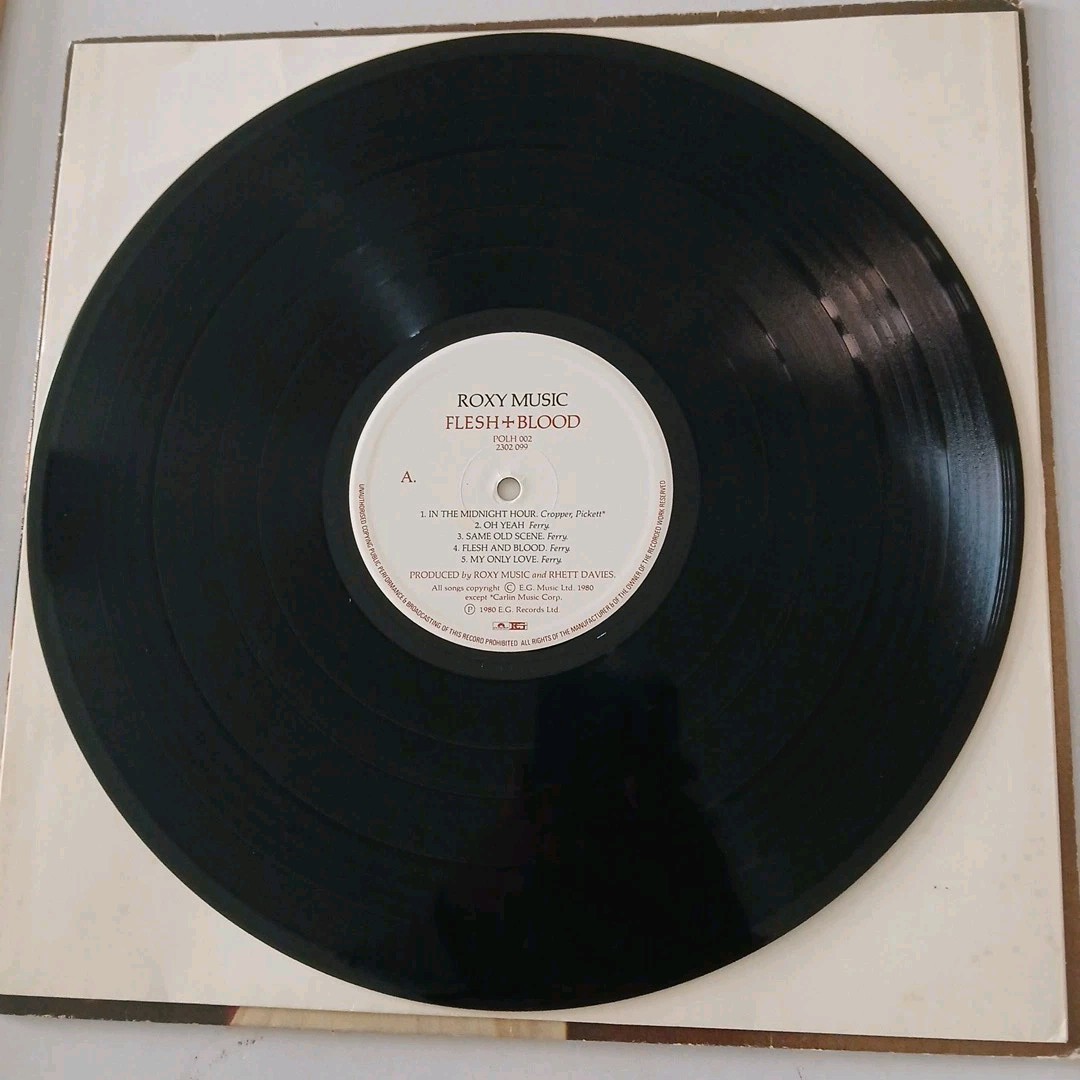 ROXY MUSIC
FLESH+BLOOD
POLH 002
2302 099
A.
1. IN THE MIDNIGHT HOUR. Cropper, Pickett*
2. OH YEAH Ferry.
3. SAME OLD SCENE. Ferry.
4. FLESH AND BLOOD. Ferry.
5. MY ONLY LOVE. Ferry.
PRODUCED by ROXY MUSIC and RHETT DAVIES.
All songs copyright Ⓒ E.G. Music Ltd. 1980
except *Carlin Music Corp.
Ⓟ 1980 E.G. Records Ltd.
UNAUTHORISED COPYING PUBLIC PERFORMANCE & BROADCASTING OF THIS RECORD PROHIBITED ALL RIGHTS OF THE MANUFACTURER & OF THE OWNER OF THE RECORDED WORK RESERVED